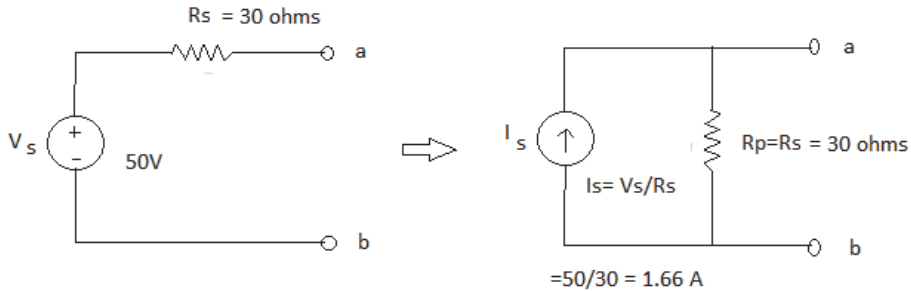 Rs = 30 ohms
a
V s
+
-
50V
b
a
I s
Rp=Rs = 30 ohms
Is= Vs/Rs
b
=50/30 = 1.66 A